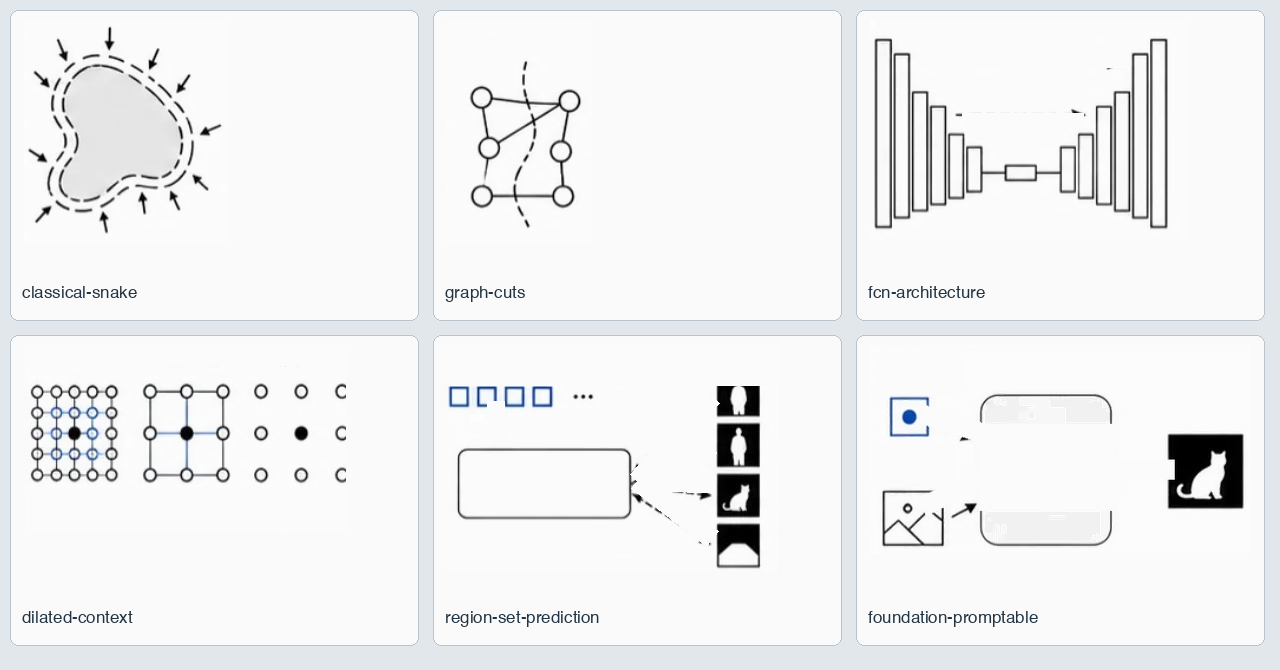 classical-snake
graph-cuts
fcn-architecture
dilated-context
region-set-prediction
foundation-promptable